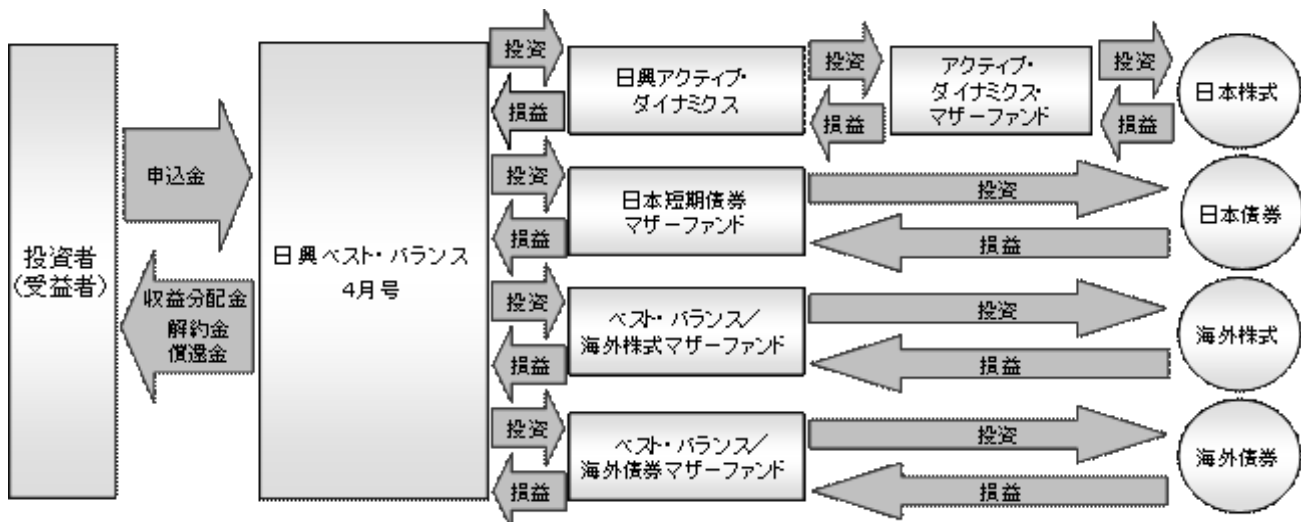 投資者
(受益者)
申込金
収益分配金
解約金
償還金
日興ベスト・バランス
4月号
投資
損益
日興アクティブ・
ダイナミクス
投資
損益
アクティブ・
ダイナミクス・
マザーファンド
投資
損益
日本株式
投資
損益
日本短期債券
マザーファンド
投資
損益
日本債券
投資
損益
ベスト・バランス/
海外株式マザーファンド
投資
損益
海外株式
投資
損益
ベスト・バランス/
海外債券マザーファンド
投資
損益
海外債券